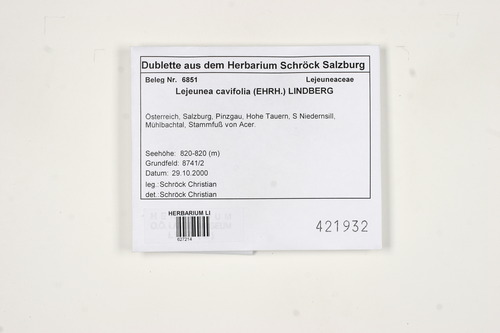 Dublette aus dem Herbarium Schröck Salzburg
Beleg Nr. 6851 Lejeuneaceae
Lejeunea cavifolia (EHRH.) LINDBERG
Österreich, Salzburg, Pinzgau, Hohe Tauern, S Niedernsill,
Mühlbachtal, Stammfuß von Acer.
Seehöhe: 820-820 (m)
Grundfeld: 8741/2
Datum: 29.10.2000
leg.: Schröck Christian
det.: Schröck Christian
HERBARIUM LI
627214
421932